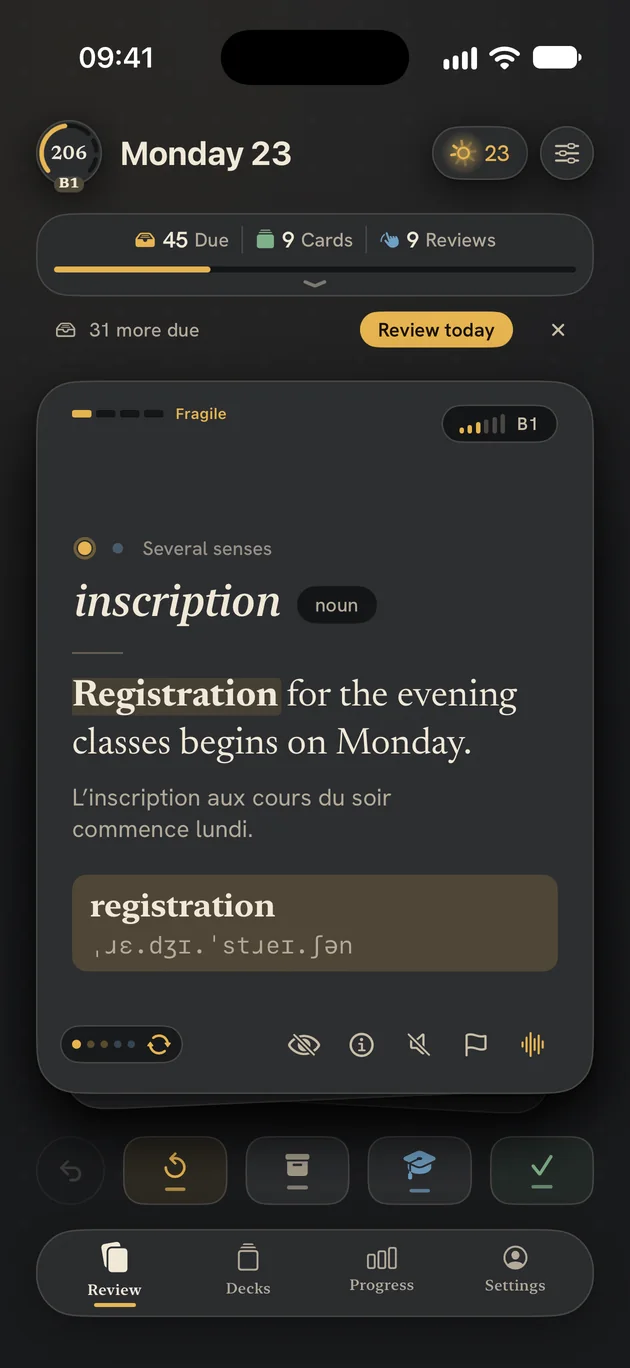 09:41
206
B1
Monday 23
23
45 Due
9 Cards
9 Reviews
31 more due
Review today
Fragile
B1
Several senses
inscription
noun
Registration for the evening
classes begins on Monday.
L’inscription aux cours du soir
commence lundi.
registration
ˌɹɛ.dʒɪ.ˈstɹeɪ.ʃən
Review
Decks
Progress
Settings